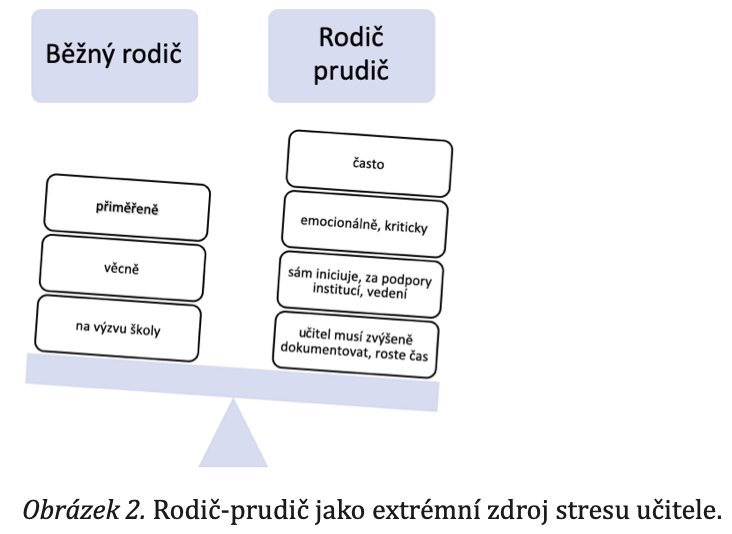 Běžný rodič
Rodič
prudič
přiměřeně
věcně
na výzvu školy
často
emocionálně, kriticky
sám iniciuje, za podpory
institucí, vedení
učitel musí zvýšeně
dokumentovat, roste čas
Obrázek 2. Rodič-prudič jako extrémní zdroj stresu učitele.